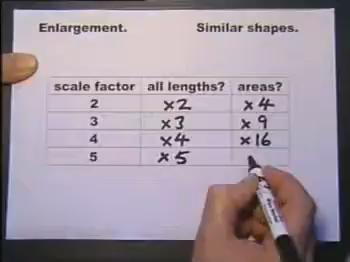 Enlargement. Similar shapes.
scale factor all lengths? areas?
2 ×2 ×4
3 ×3 ×9
4 ×4 ×16
5 ×5